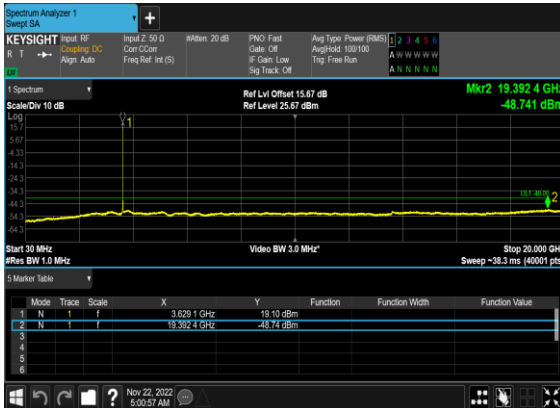 Spectrum Analyzer 1
Swept SA
+
KEYSIGHT
R T
LXI
Input: RF
Coupling: DC
Align: Auto
Input Z: 50 Ω
Corr CCorr
Freq Ref: Int (S)
#Atten: 20 dB
PNO: Fast
Gate: Off
IF Gain: Low
Sig Track: Off
Avg Type: Power (RMS)
Avg|Hold: 100/100
Trig: Free Run
1 2 3 4 5 6
A W W W W W
A N N N N N
1 Spectrum
Scale/Div 10 dB
Ref Lvl Offset 15.67 dB
Ref Level 25.67 dBm
Mkr2 19.392 4 GHz
-48.741 dBm
Log
15.7
5.67
-4.33
-14.3
-24.3
-34.3
-44.3
-54.3
-64.3
1
DL1 -40.00
2
Start 30 MHz
#Res BW 1.0 MHz
Video BW 3.0 MHz*
Stop 20.000 GH
Sweep ~38.3 ms (40001 pts
5 Marker Table
Mode Trace Scale X Y Function Function Width Function Value
1 N 1 f 3.629 1 GHz 19.10 dBm
2 N 1 f 19.392 4 GHz -48.74 dBm
3
4
5
6
?
Nov 22, 2022
5:00:57 AM